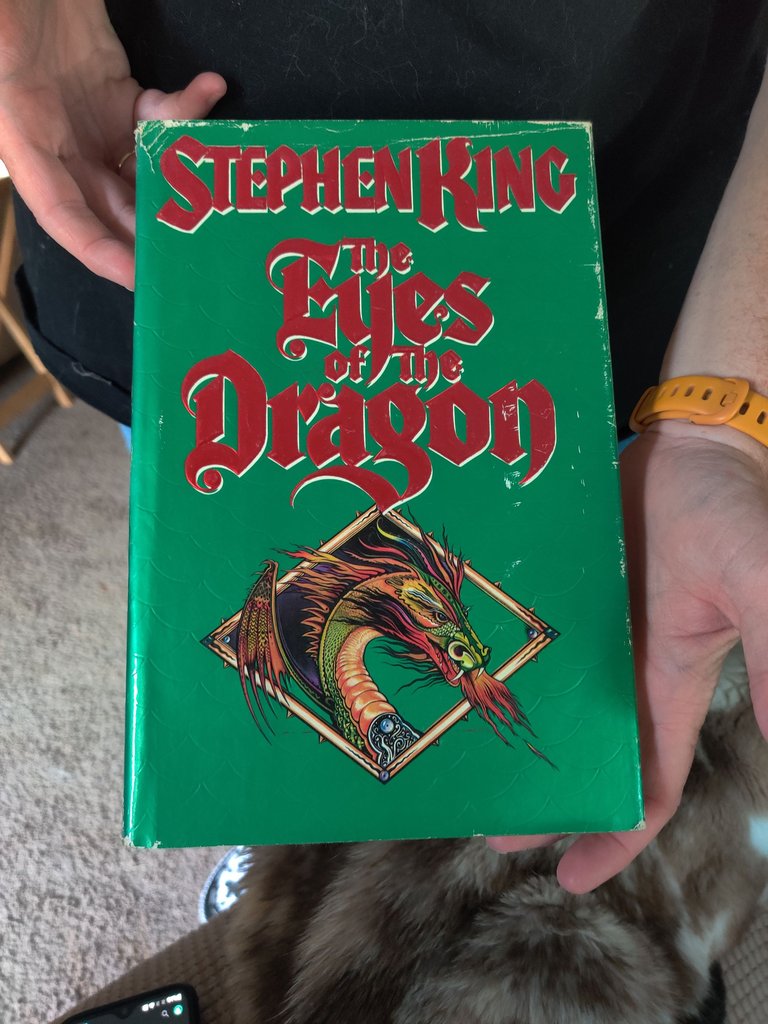 STEPHEN KING
The
Eyes
of The
Dragon